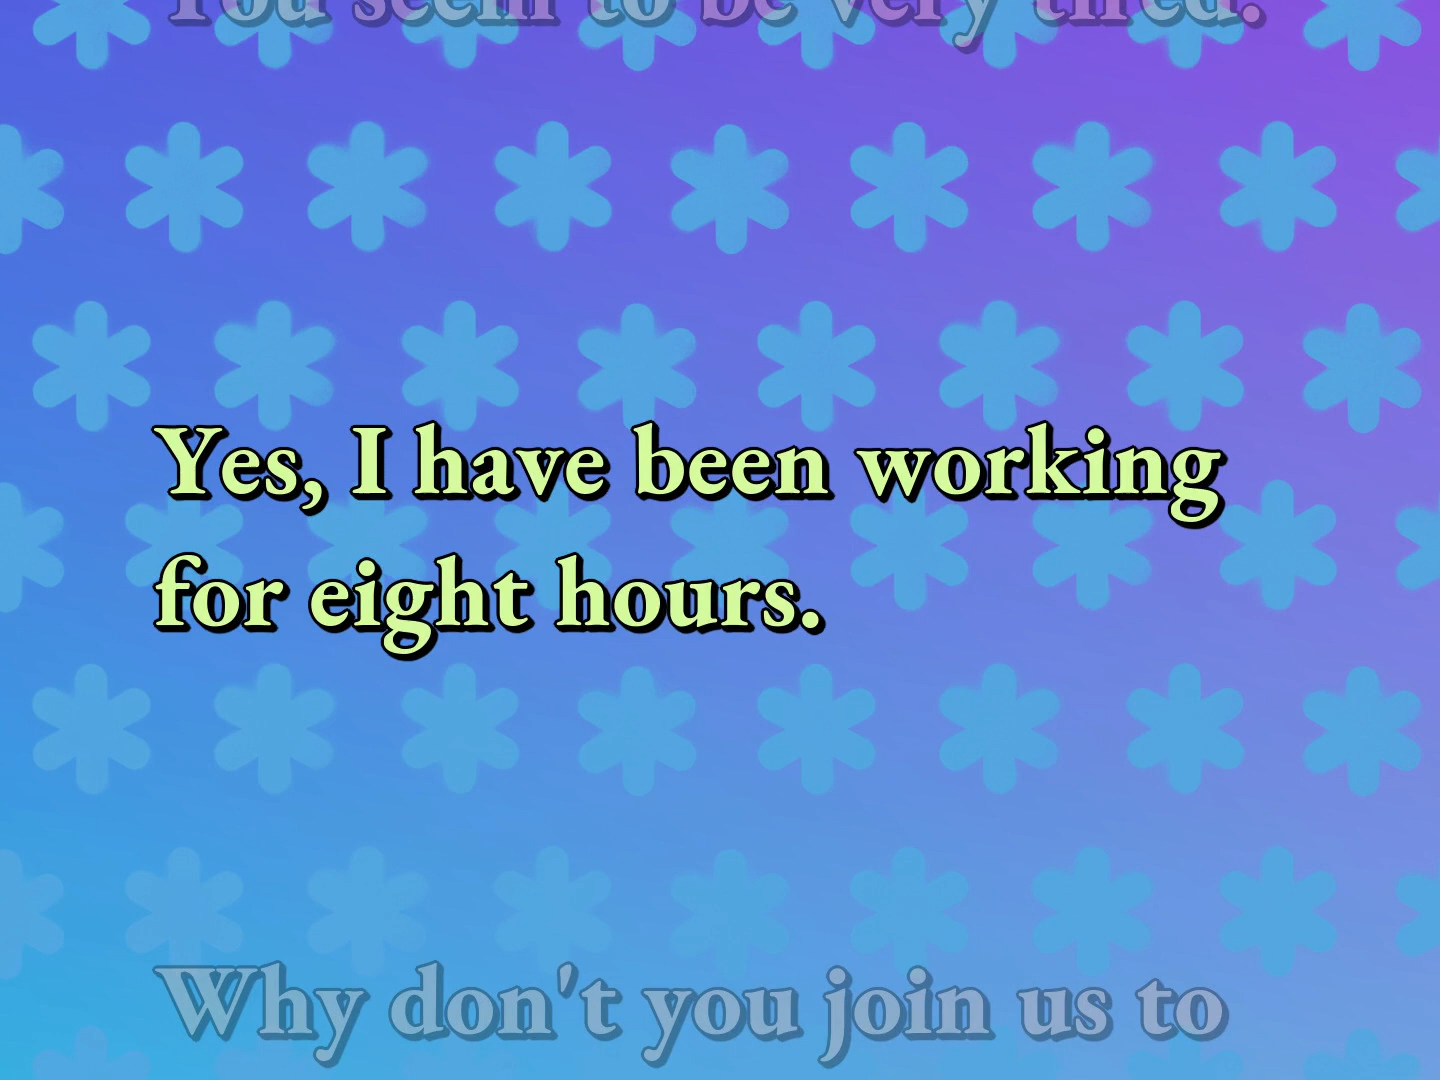 You seem to be very tired.
Yes, I have been working
for eight hours.
Why don't you join us to